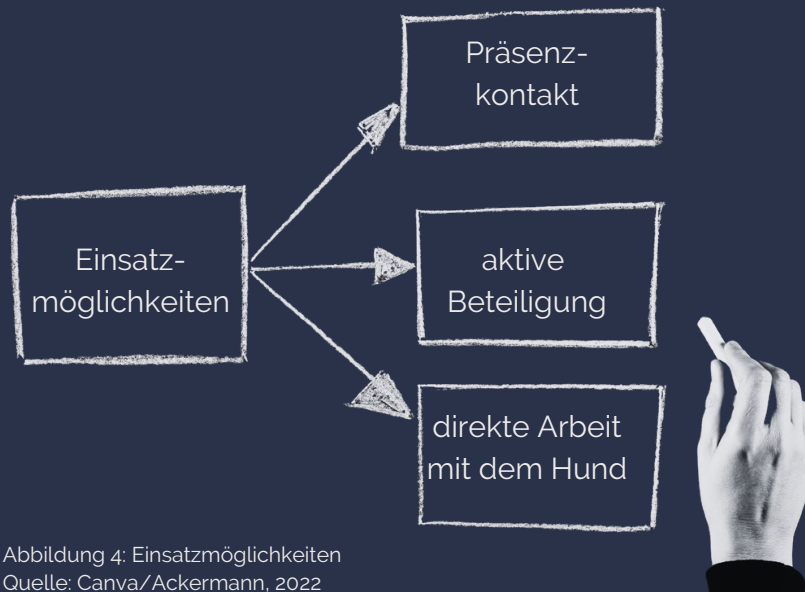 Präsenz-
kontakt
Einsatz-
möglichkeiten
aktive
Beteiligung
direkte Arbeit
mit dem Hund
Abbildung 4: Einsatzmöglichkeiten
Quelle: Canva/Ackermann, 2022